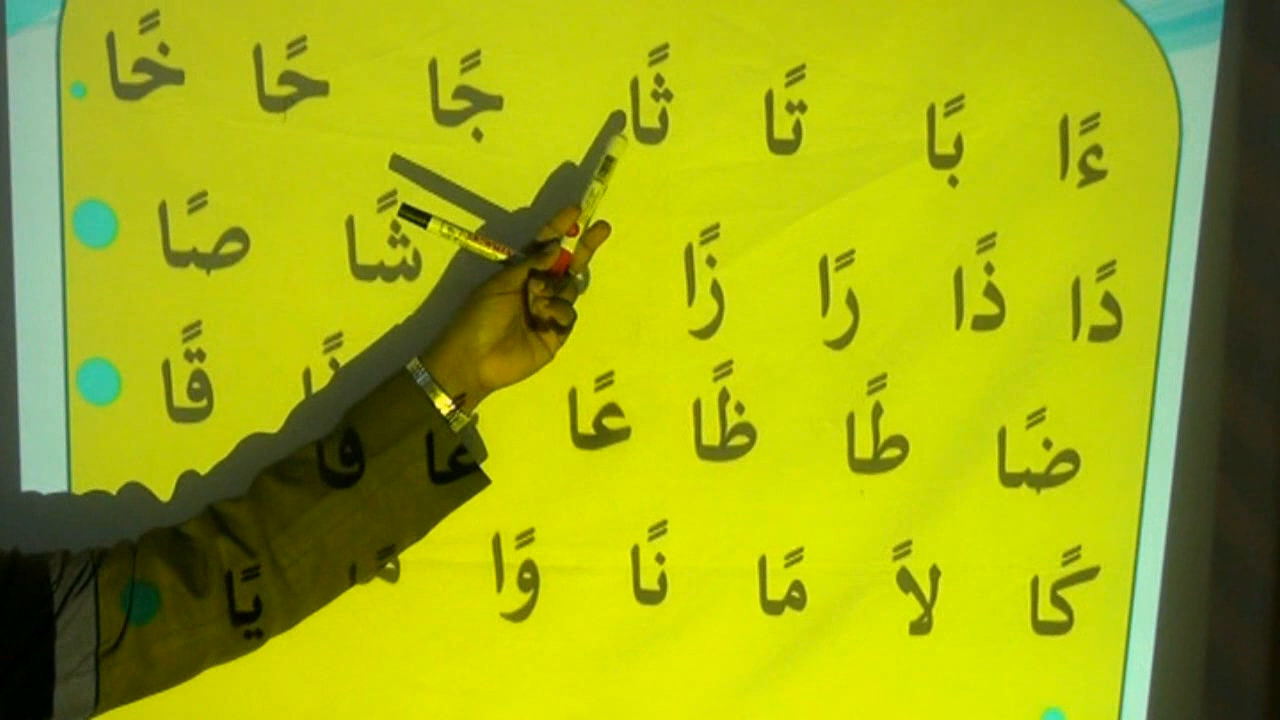 ءًا بًا تًا ثًا جًا حًا خًا
دًا ذًا رًا زًا شًا صًا
ضًا طًا ظًا عًا قًا
كًا لاً مًا نًا وًا يًا